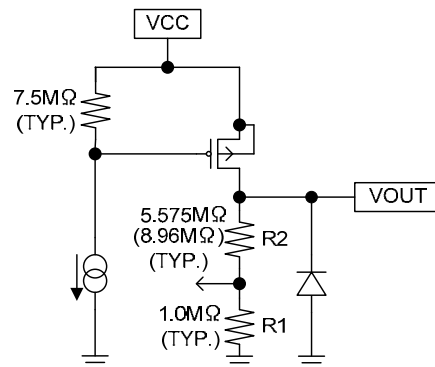 VCC
7.5MΩ
(TYP.)
VOUT
5.575MΩ
(8.96MΩ)
(TYP.)
R2
1.0MΩ
(TYP.)
R1